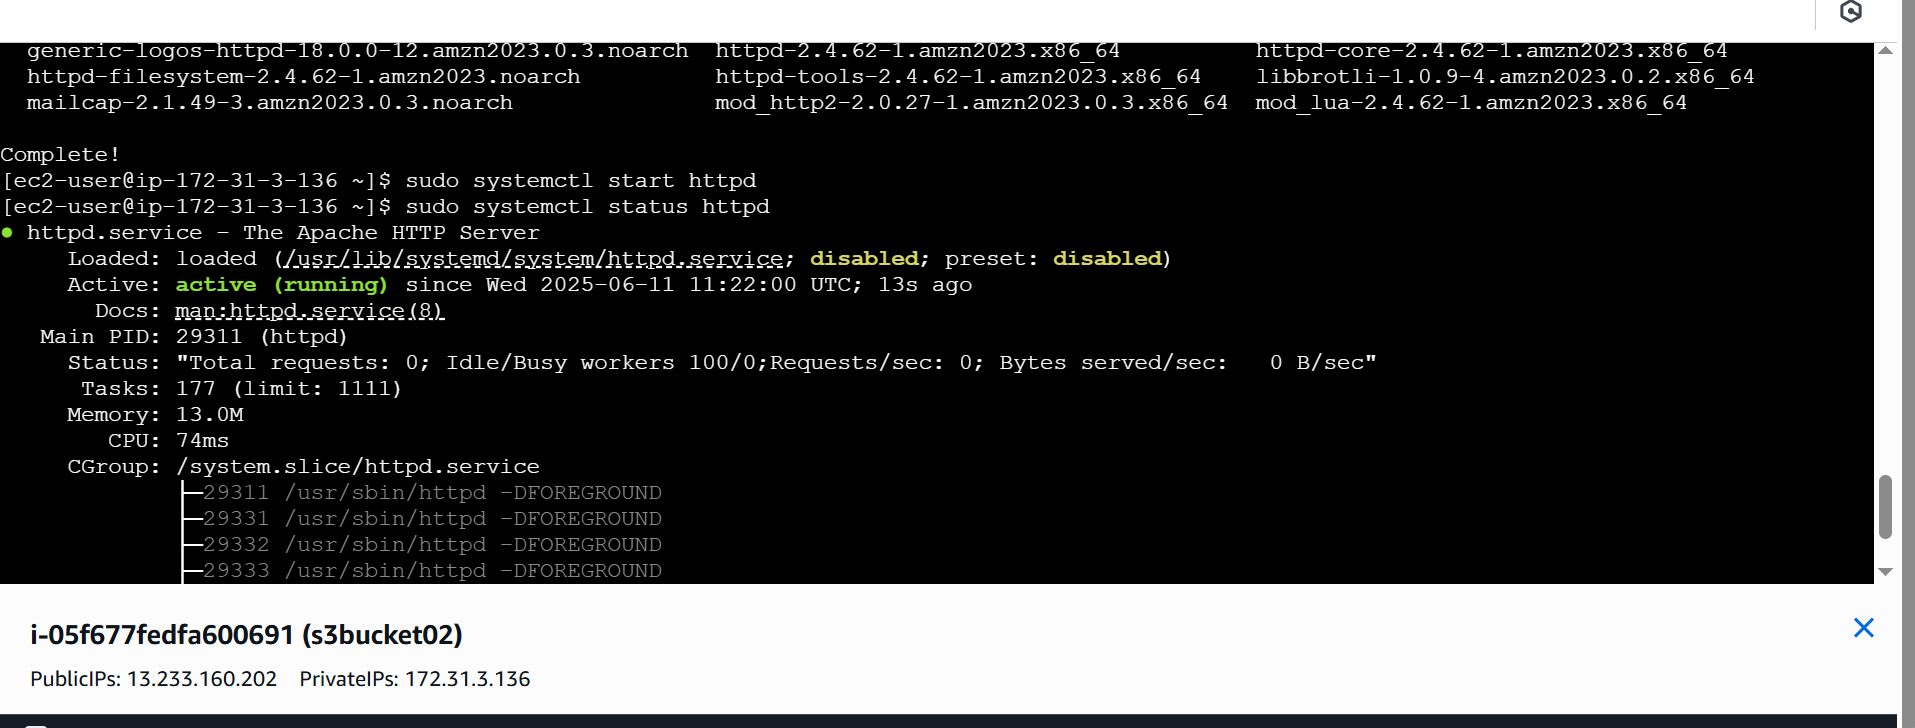 generic-logos-httpd-18.0.0-12.amzn2023.0.3.noarch  httpd-2.4.62-1.amzn2023.x86_64  httpd-core-2.4.62-1.amzn2023.x86_64
httpd-filesystem-2.4.62-1.amzn2023.noarch  httpd-tools-2.4.62-1.amzn2023.x86_64  libbrotli-1.0.9-4.amzn2023.0.2.x86_64
mailcap-2.1.49-3.amzn2023.0.3.noarch  mod_http2-2.0.27-1.amzn2023.0.3.x86_64  mod_lua-2.4.62-1.amzn2023.x86_64
Complete!
[ec2-user@ip-172-31-3-136 ~]$ sudo systemctl start httpd
[ec2-user@ip-172-31-3-136 ~]$ sudo systemctl status httpd
● httpd.service - The Apache HTTP Server
Loaded: loaded (/usr/lib/systemd/system/httpd.service; disabled; preset: disabled)
Active: active (running) since Wed 2025-06-11 11:22:00 UTC; 13s ago
Docs: man:httpd.service(8)
Main PID: 29311 (httpd)
Status: "Total requests: 0; Idle/Busy workers 100/0;Requests/sec: 0; Bytes served/sec:   0 B/sec"
Tasks: 177 (limit: 1111)
Memory: 13.0M
CPU: 74ms
CGroup: /system.slice/httpd.service
├─29311 /usr/sbin/httpd -DFOREGROUND
├─29331 /usr/sbin/httpd -DFOREGROUND
├─29332 /usr/sbin/httpd -DFOREGROUND
├─29333 /usr/sbin/httpd -DFOREGROUND
i-05f677fedfa600691 (s3bucket02)
PublicIPs: 13.233.160.202  PrivateIPs: 172.31.3.136